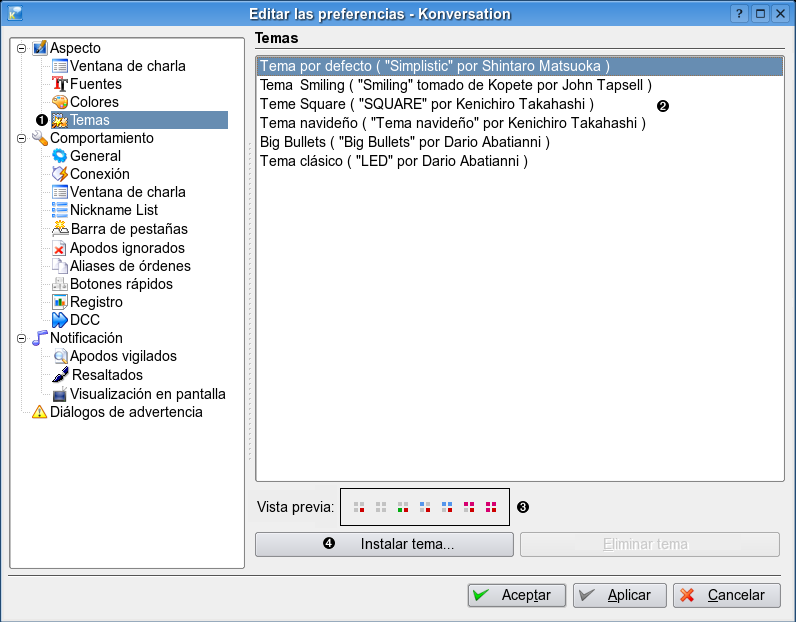 Editar las preferencias - Konversation
Aspecto
Ventana de charla
Fuentes
Colores
1 Temas
Comportamiento
General
Conexión
Ventana de charla
Nickname List
Barra de pestañas
Apodos ignorados
Aliases de órdenes
Botones rápidos
Registro
DCC
Notificación
Apodos vigilados
Resaltados
Visualización en pantalla
Diálogos de advertencia
Temas
Tema por defecto ( "Simplistic" por Shintaro Matsuoka )
Tema Smiling ( "Smiling" tomado de Kopete por John Tapsell )
Teme Square ( "SQUARE" por Kenichiro Takahashi ) 2
Tema navideño ( "Tema navideño" por Kenichiro Takahashi )
Big Bullets ( "Big Bullets" por Dario Abatianni )
Tema clásico ( "LED" por Dario Abatianni )
Vista previa: 3
4 Instalar tema... Eliminar tema
Aceptar Aplicar Cancelar